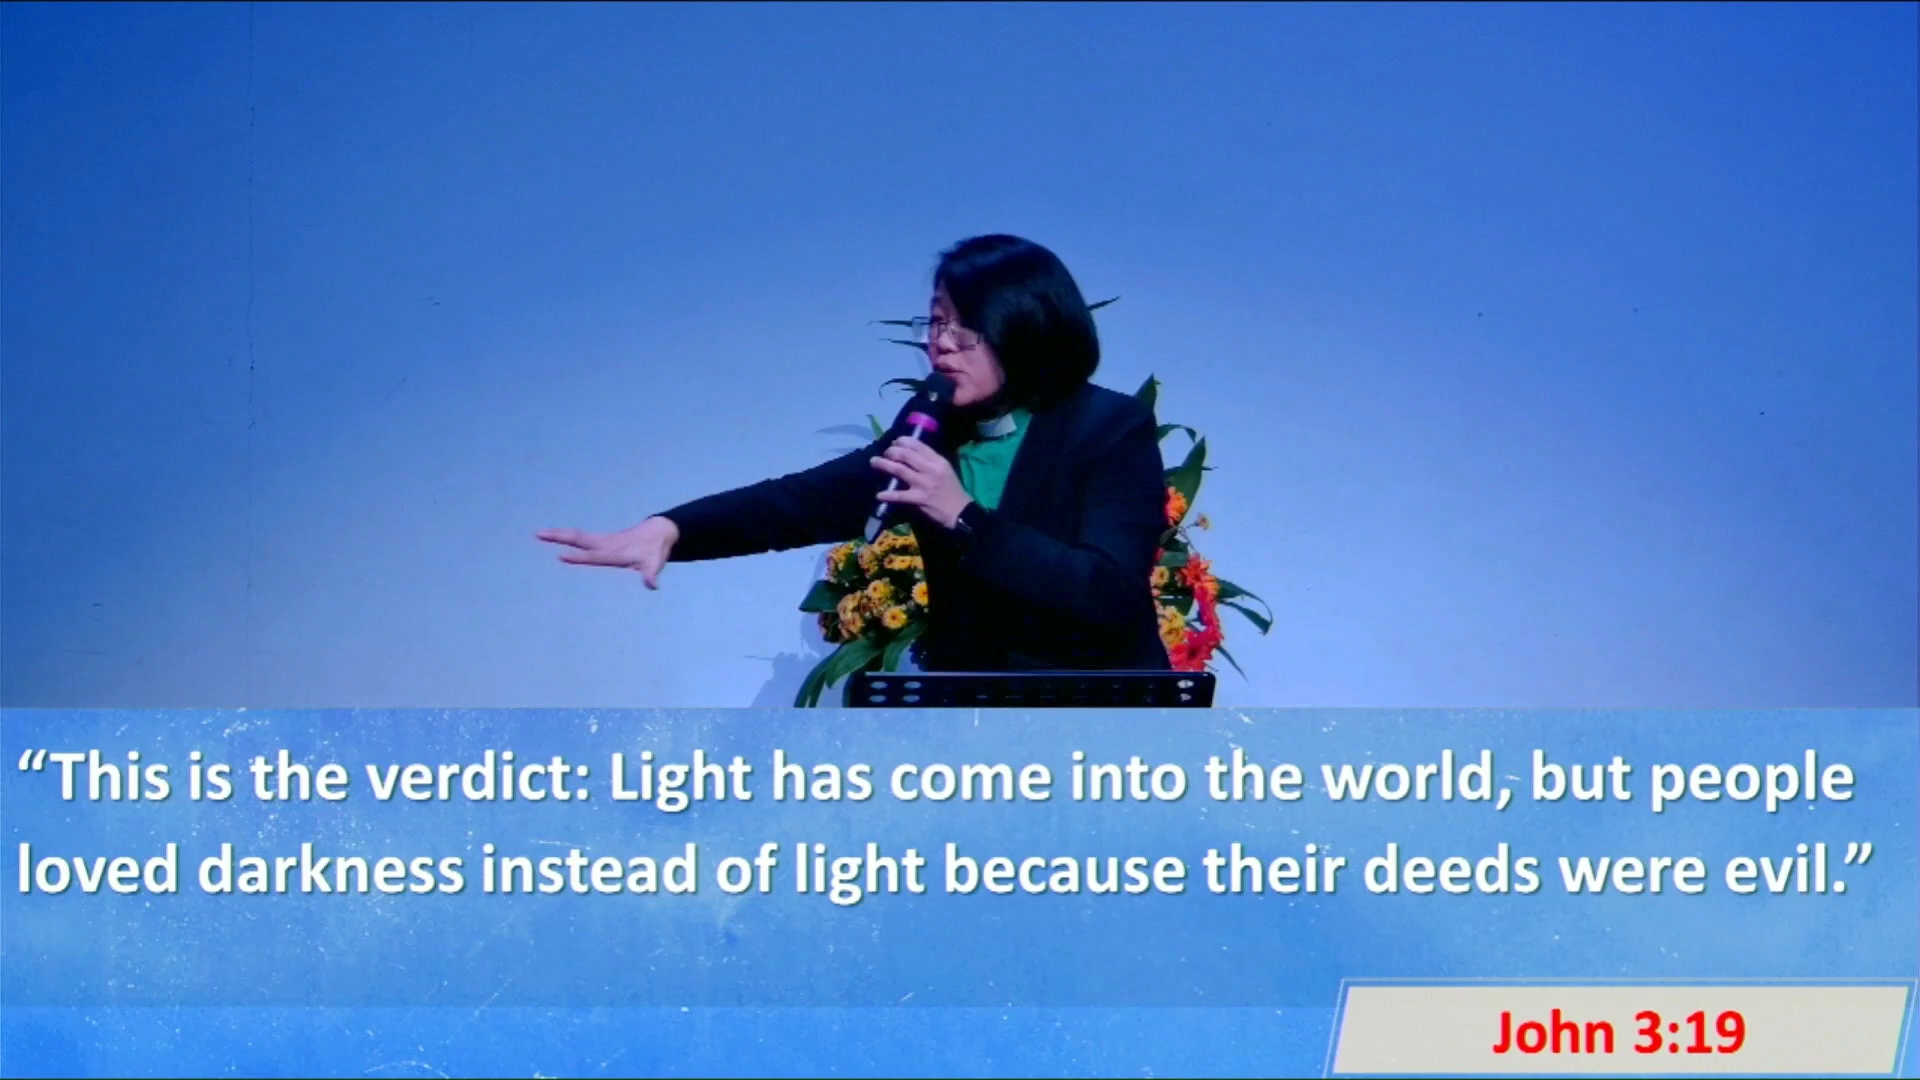 “This is the verdict: Light has come into the world, but people
loved darkness instead of light because their deeds were evil.”
John 3:19